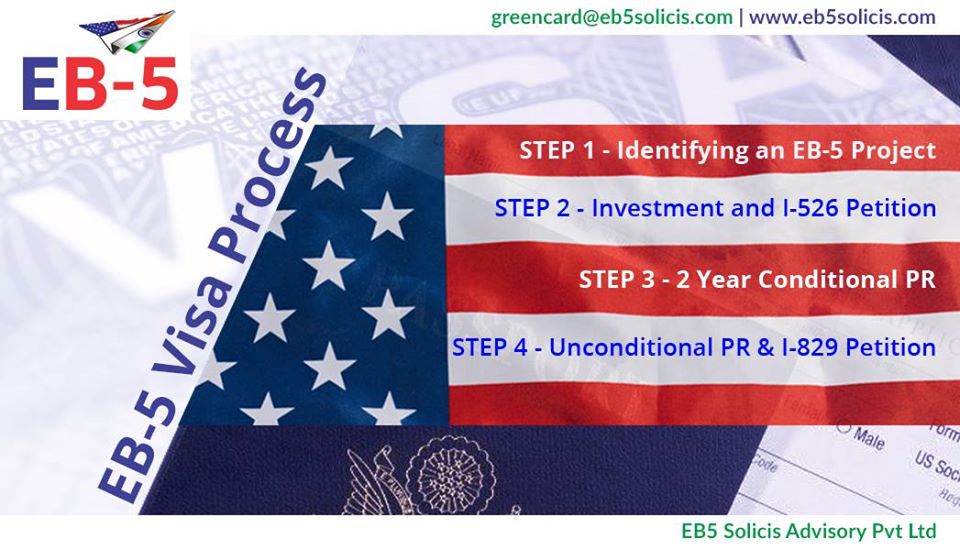 greencard@eb5solicis.com | www.eb5solicis.com
EB-5
EB-5 Visa Process
STEP 1 - Identifying an EB-5 Project
STEP 2 - Investment and I-526 Petition
STEP 3 - 2 Year Conditional PR
STEP 4 - Unconditional PR & I-829 Petition
Male
Code
US Soc
EB5 Solicis Advisory Pvt Ltd